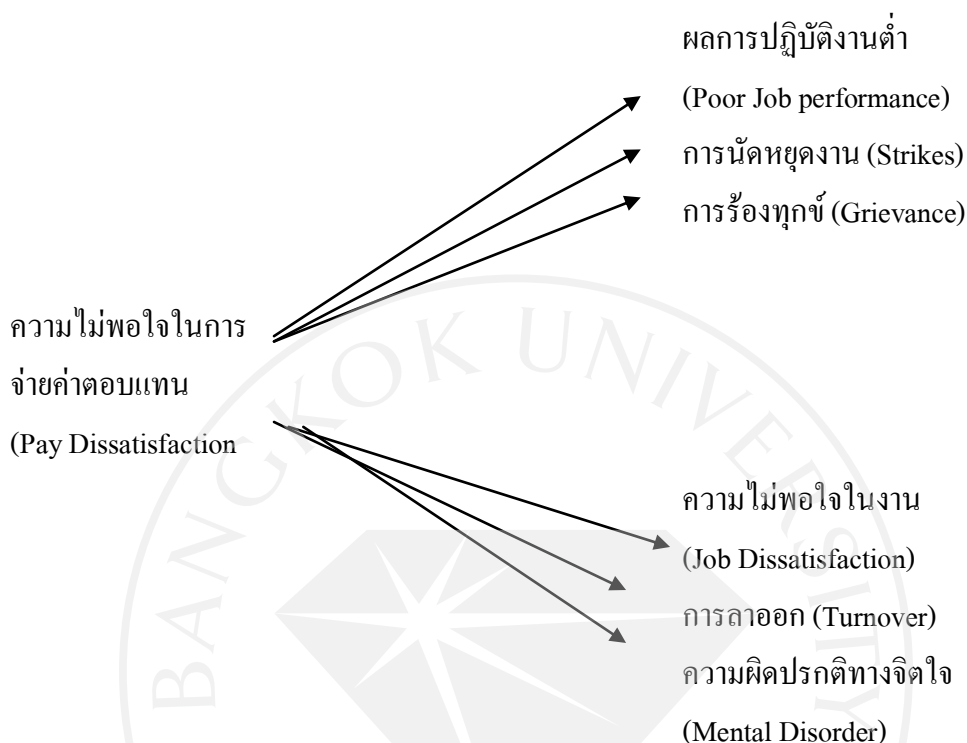 ผลการปฏิบัติงานต่ำ
(Poor Job performance)
การนัดหยุดงาน (Strikes)
การร้องทุกข์ (Grievance)
ความไม่พอใจในการ
จ่ายค่าตอบแทน
(Pay Dissatisfaction
ความไม่พอใจในงาน
(Job Dissatisfaction)
การลาออก (Turnover)
ความผิดปรกติทางจิตใจ
(Mental Disorder)
BANGKOK UNIVERSITY